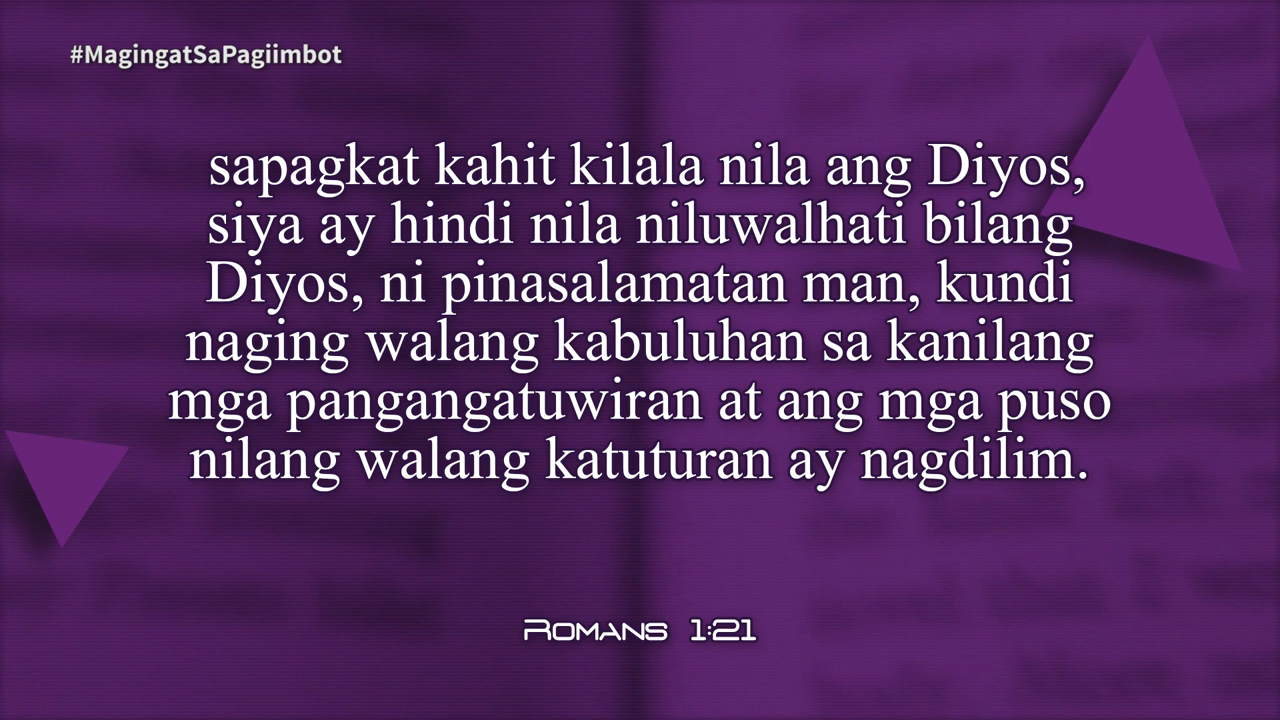 #MagingatSaPagiimbot
sapagkat kahit kilala nila ang Diyos,
siya ay hindi nila niluwalhati bilang
Diyos, ni pinasalamatan man, kundi
naging walang kabuluhan sa kanilang
mga pangangatuwiran at ang mga puso
nilang walang katuturan ay nagdilim.
Romans 1:21